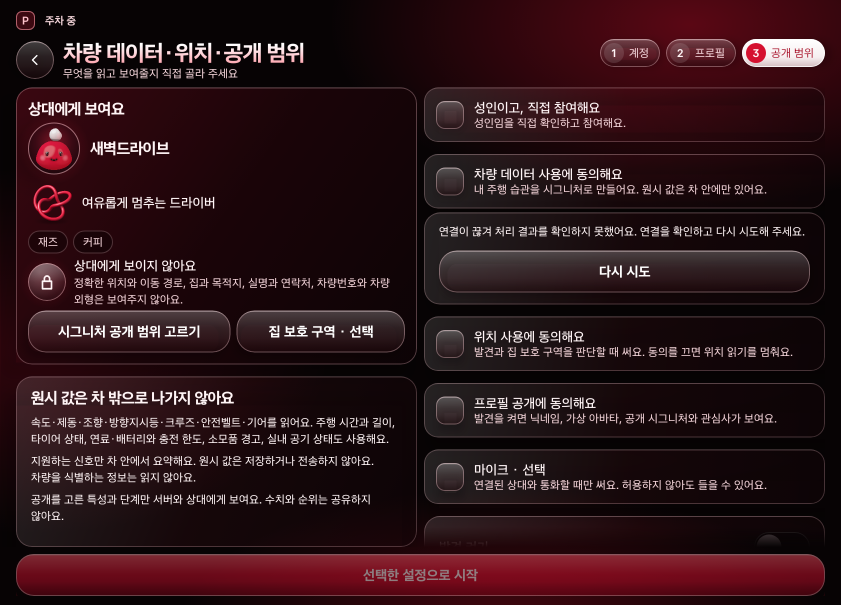 P 주차 중
차량 데이터·위치·공개 범위
무엇을 읽고 보여줄지 직접 골라 주세요
1 계정
2 프로필
3 공개 범위
상대에게 보여요
새벽드라이브
여유롭게 멈추는 드라이버
재즈
커피
상대에게 보이지 않아요
정확한 위치와 이동 경로, 집과 목적지, 실명과 연락처, 차량번호와 차량
외형은 보여주지 않아요.
시그니처 공개 범위 고르기
집 보호 구역 · 선택
원시 값은 차 밖으로 나가지 않아요
속도·제동·조향·방향지시등·크루즈·안전벨트·기어를 읽어요. 주행 시간과 길이,
타이어 상태, 연료·배터리와 충전 한도, 소모품 경고, 실내 공기 상태도 사용해요.
지원하는 신호만 차 안에서 요약해요. 원시 값은 저장하거나 전송하지 않아요.
차량을 식별하는 정보는 읽지 않아요.
공개를 고른 특성과 단계만 서버와 상대에게 보여요. 수치와 순위는 공유하지
않아요.
성인이고, 직접 참여해요
성인임을 직접 확인하고 참여해요.
차량 데이터 사용에 동의해요
내 주행 습관을 시그니처로 만들어요. 원시 값은 차 안에만 있어요.
연결이 끊겨 처리 결과를 확인하지 못했어요. 연결을 확인하고 다시 시도해 주세요.
다시 시도
위치 사용에 동의해요
발견과 집 보호 구역을 판단할 때 써요. 동의를 끄면 위치 읽기를 멈춰요.
프로필 공개에 동의해요
발견을 켜면 닉네임, 가상 아바타, 공개 시그니처와 관심사가 보여요.
마이크 · 선택
연결된 상대와 통화할 때만 써요. 허용하지 않아도 들을 수 있어요.
선택한 설정으로 시작